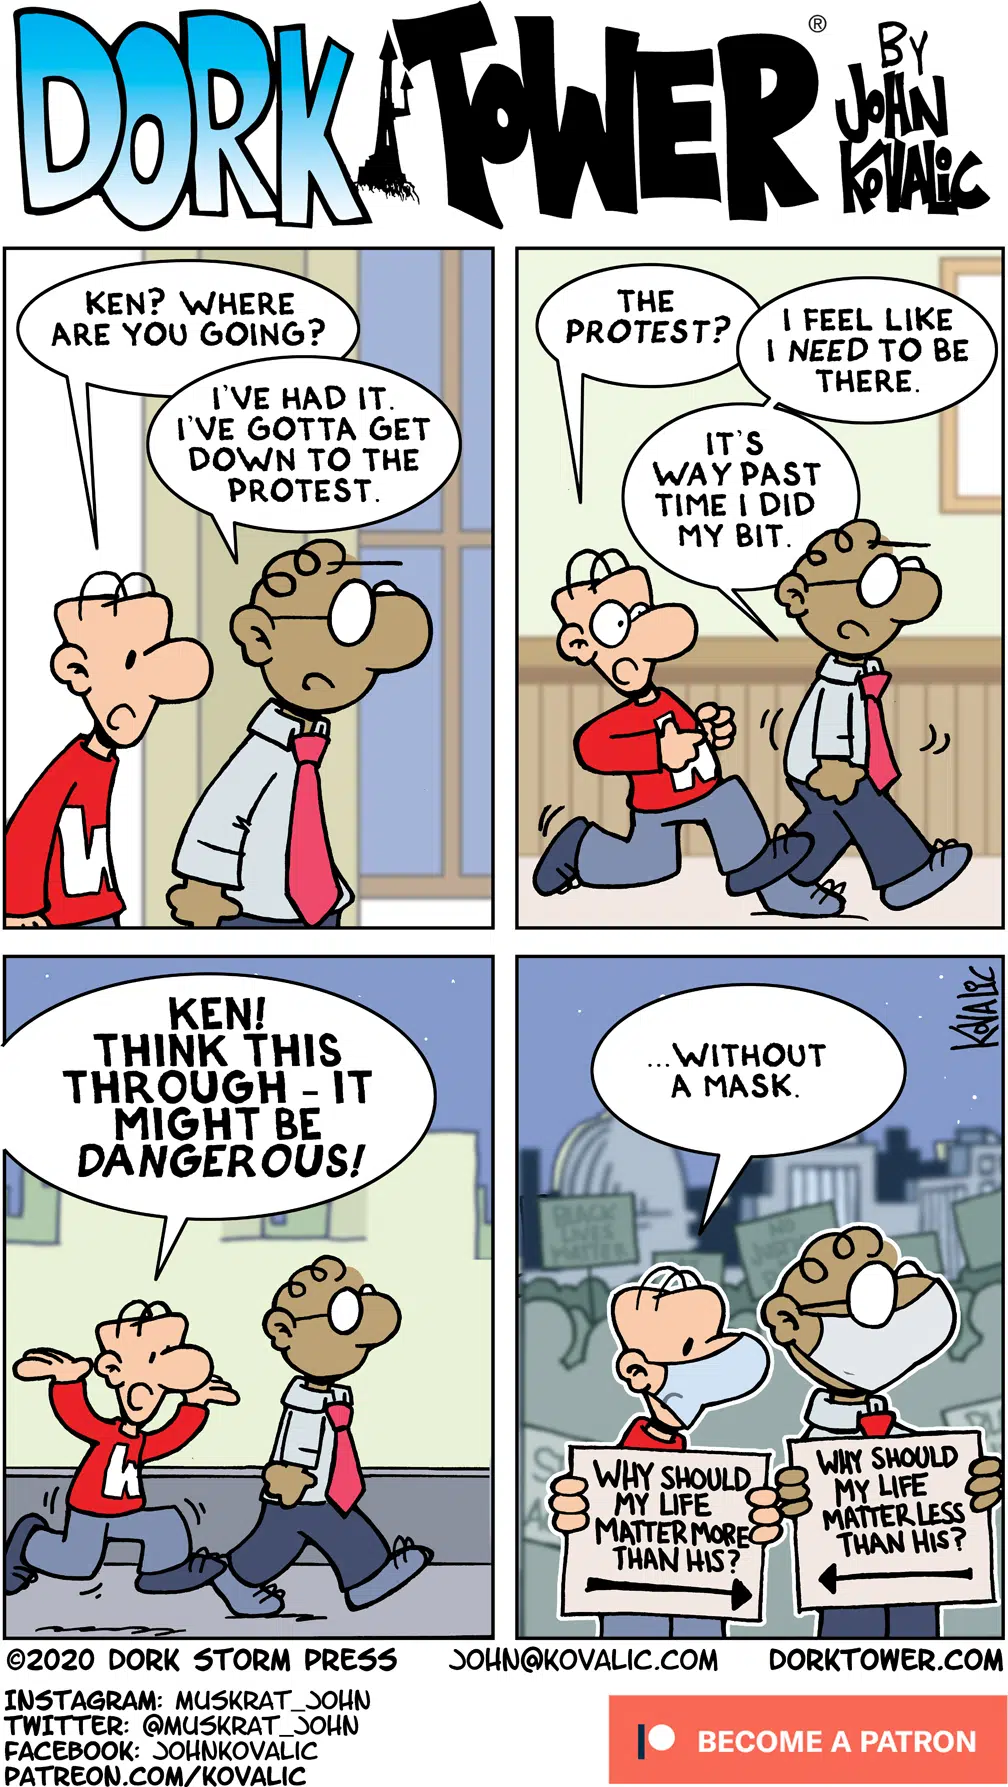 DORK TOWER®
BY
JOHN
KOVALIC
KEN? WHERE
ARE YOU GOING?
I'VE HAD IT.
I'VE GOTTA GET
DOWN TO THE
PROTEST.
THE
PROTEST?
I FEEL LIKE
I NEED TO BE
THERE.
IT'S
WAY PAST
TIME I DID
MY BIT.
KEN!
THINK THIS
THROUGH – IT
MIGHT BE
DANGEROUS!
...WITHOUT
A MASK.
KOVALIC
BLACK
LIVES
MATTER
NO
WHY SHOULD
MY LIFE
MATTER MORE
THAN HIS?
WHY SHOULD
MY LIFE
MATTER LESS
THAN HIS?
©2020 DORK STORM PRESS JOHN@KOVALIC.COM DORKTOWER.COM
INSTAGRAM: MUSKRAT_JOHN
TWITTER: @MUSKRAT_JOHN
FACEBOOK: JOHNKOVALIC
PATREON.COM/KOVALIC
BECOME A PATRON